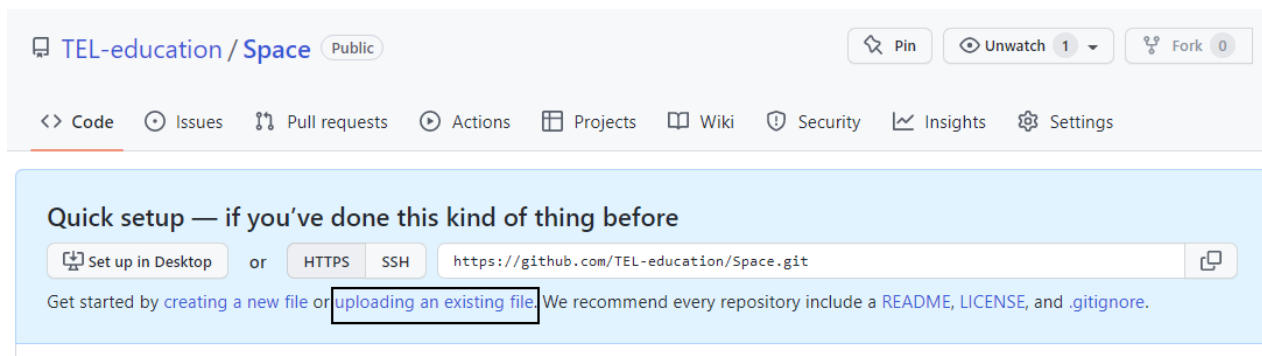 TEL-education / Space Public Pin Unwatch 1 Fork 0
<> Code Issues Pull requests Actions Projects Wiki Security Insights Settings
Quick setup — if you’ve done this kind of thing before
Set up in Desktop or HTTPS SSH https://github.com/TEL-education/Space.git
Get started by creating a new file or uploading an existing file. We recommend every repository include a README, LICENSE, and .gitignore.